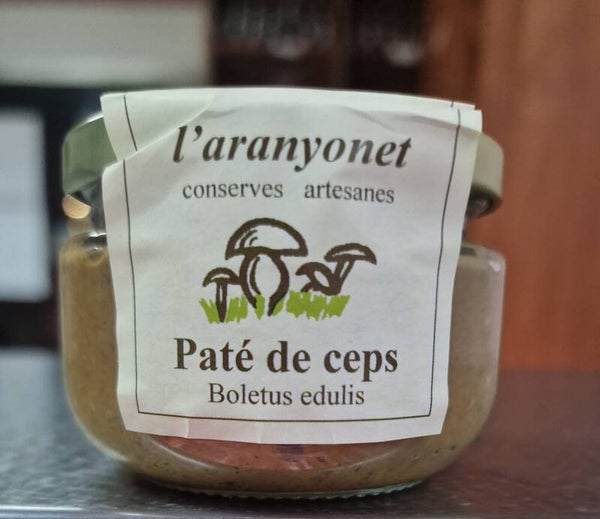 l'aranyonet
conserves artesanes
Paté de ceps
Boletus edulis